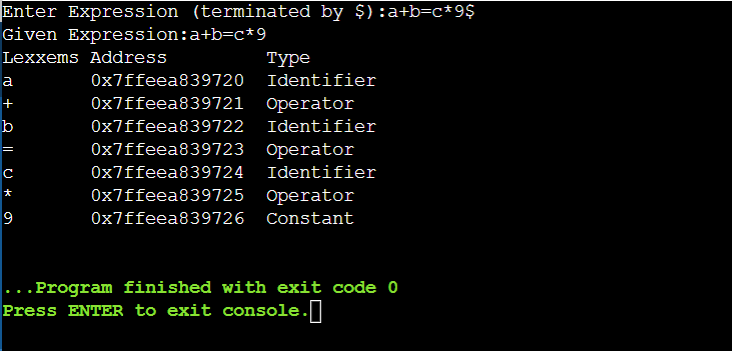 Enter Expression (terminated by $):a+b=c*9$
Given Expression:a+b=c*9
Lexxems Address         Type
a       0x7ffeea839720  Identifier
+       0x7ffeea839721  Operator
b       0x7ffeea839722  Identifier
=       0x7ffeea839723  Operator
c       0x7ffeea839724  Identifier
*       0x7ffeea839725  Operator
9       0x7ffeea839726  Constant
...Program finished with exit code 0
Press ENTER to exit console.